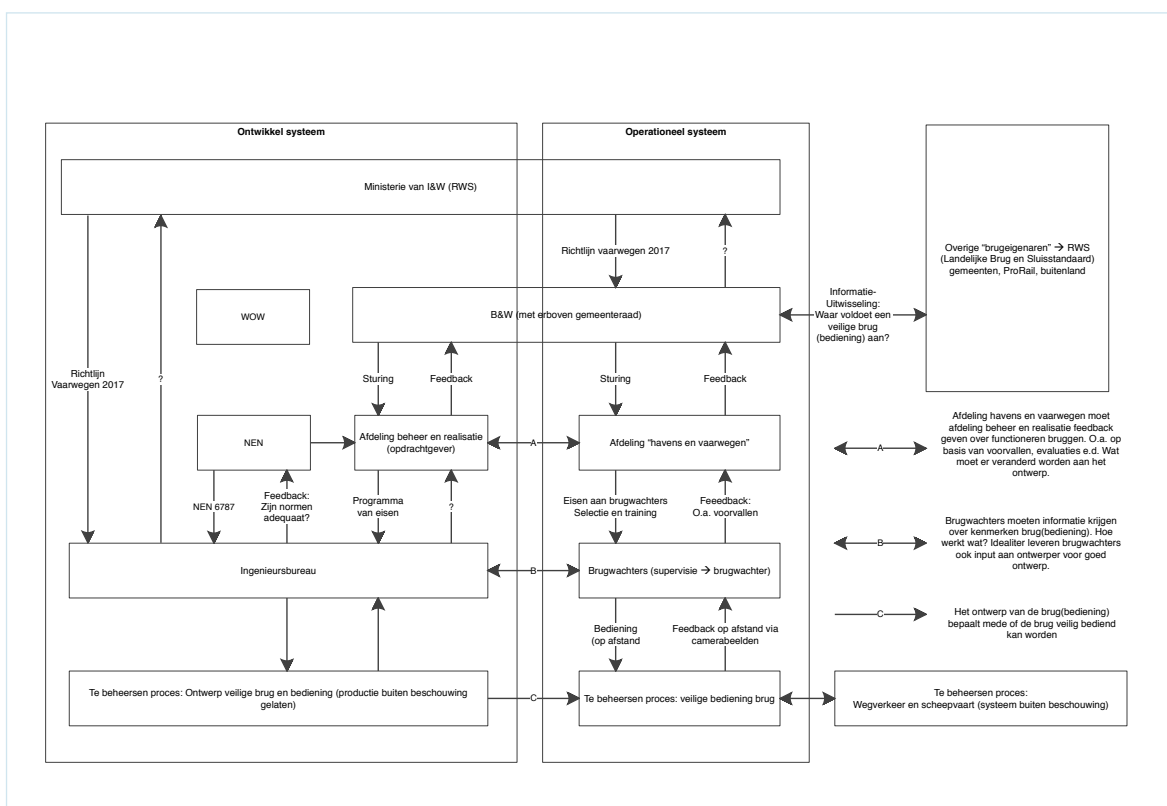 Ontwikkel systeem
Operationeel systeem
Ministerie van I&W (RWS)
Overige “brugeigenaren” → RWS
(Landelijke Brug en Sluisstandaard)
gemeenten, ProRail, buitenland
Richtlijn vaarwegen 2017
?
WOW
B&W (met erboven gemeenteraad)
Informatie-
Uitwisseling:
Waar voldoet een
veilige brug
(bediening) aan?
Richtlijn
Vaarwegen 2017
?
Sturing
Feedback
Sturing
Feedback
NEN
Afdeling beheer en realisatie
(opdrachtgever)
A
Afdeling “havens en vaarwegen”
A
Afdeling havens en vaarwegen moet
afdeling beheer en realisatie feedback
geven over functioneren bruggen. O.a. op
basis van voorvallen, evaluaties e.d. Wat
moet er veranderd worden aan het
ontwerp.
NEN 6787
Feedback:
Zijn normen
adequaat?
Programma
van eisen
?
Eisen aan brugwachters
Selectie en training
Feeedback:
O.a. voorvallen
Ingenieursbureau
B
Brugwachters (supervisie → brugwachter)
B
Brugwachters moeten informatie krijgen
over kenmerken brug(bediening). Hoe
werkt wat? Idealiter leveren brugwachters
ook input aan ontwerper voor goed
ontwerp.
Bediening
(op afstand
Feedback op afstand via
camerabeelden
C
Het ontwerp van de brug(bediening)
bepaalt mede of de brug veilig bediend
kan worden
Te beheersen proces: Ontwerp veilige brug en bediening (productie buiten beschouwing
gelaten)
C
Te beheersen proces: veilige bediening brug
Te beheersen proces:
Wegverkeer en scheepvaart (systeem buiten beschouwing)